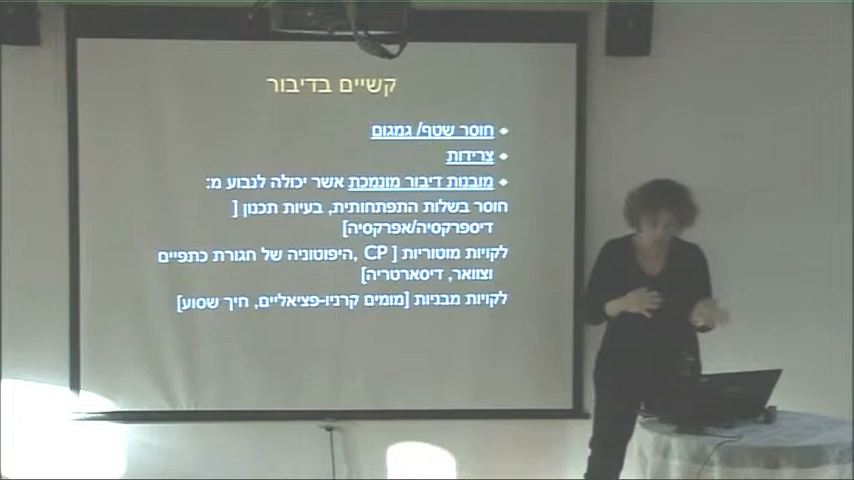 קשיים בדיבור
חוסר שטף/ גמגום
צרידות
מובנות דיבור מונמכת אשר יכולה לנבוע מ:
חוסר בשלות התפתחותית, בעיות תכנון [
דיספרקסיה/אפרקסיה]
לקויות מוטוריות [ CP ,היפוטוניה של חגורת כתפיים
וצוואר, דיסארטריה]
לקויות מבניות [מומים קרניו-פציאליים, חיך שסוע]